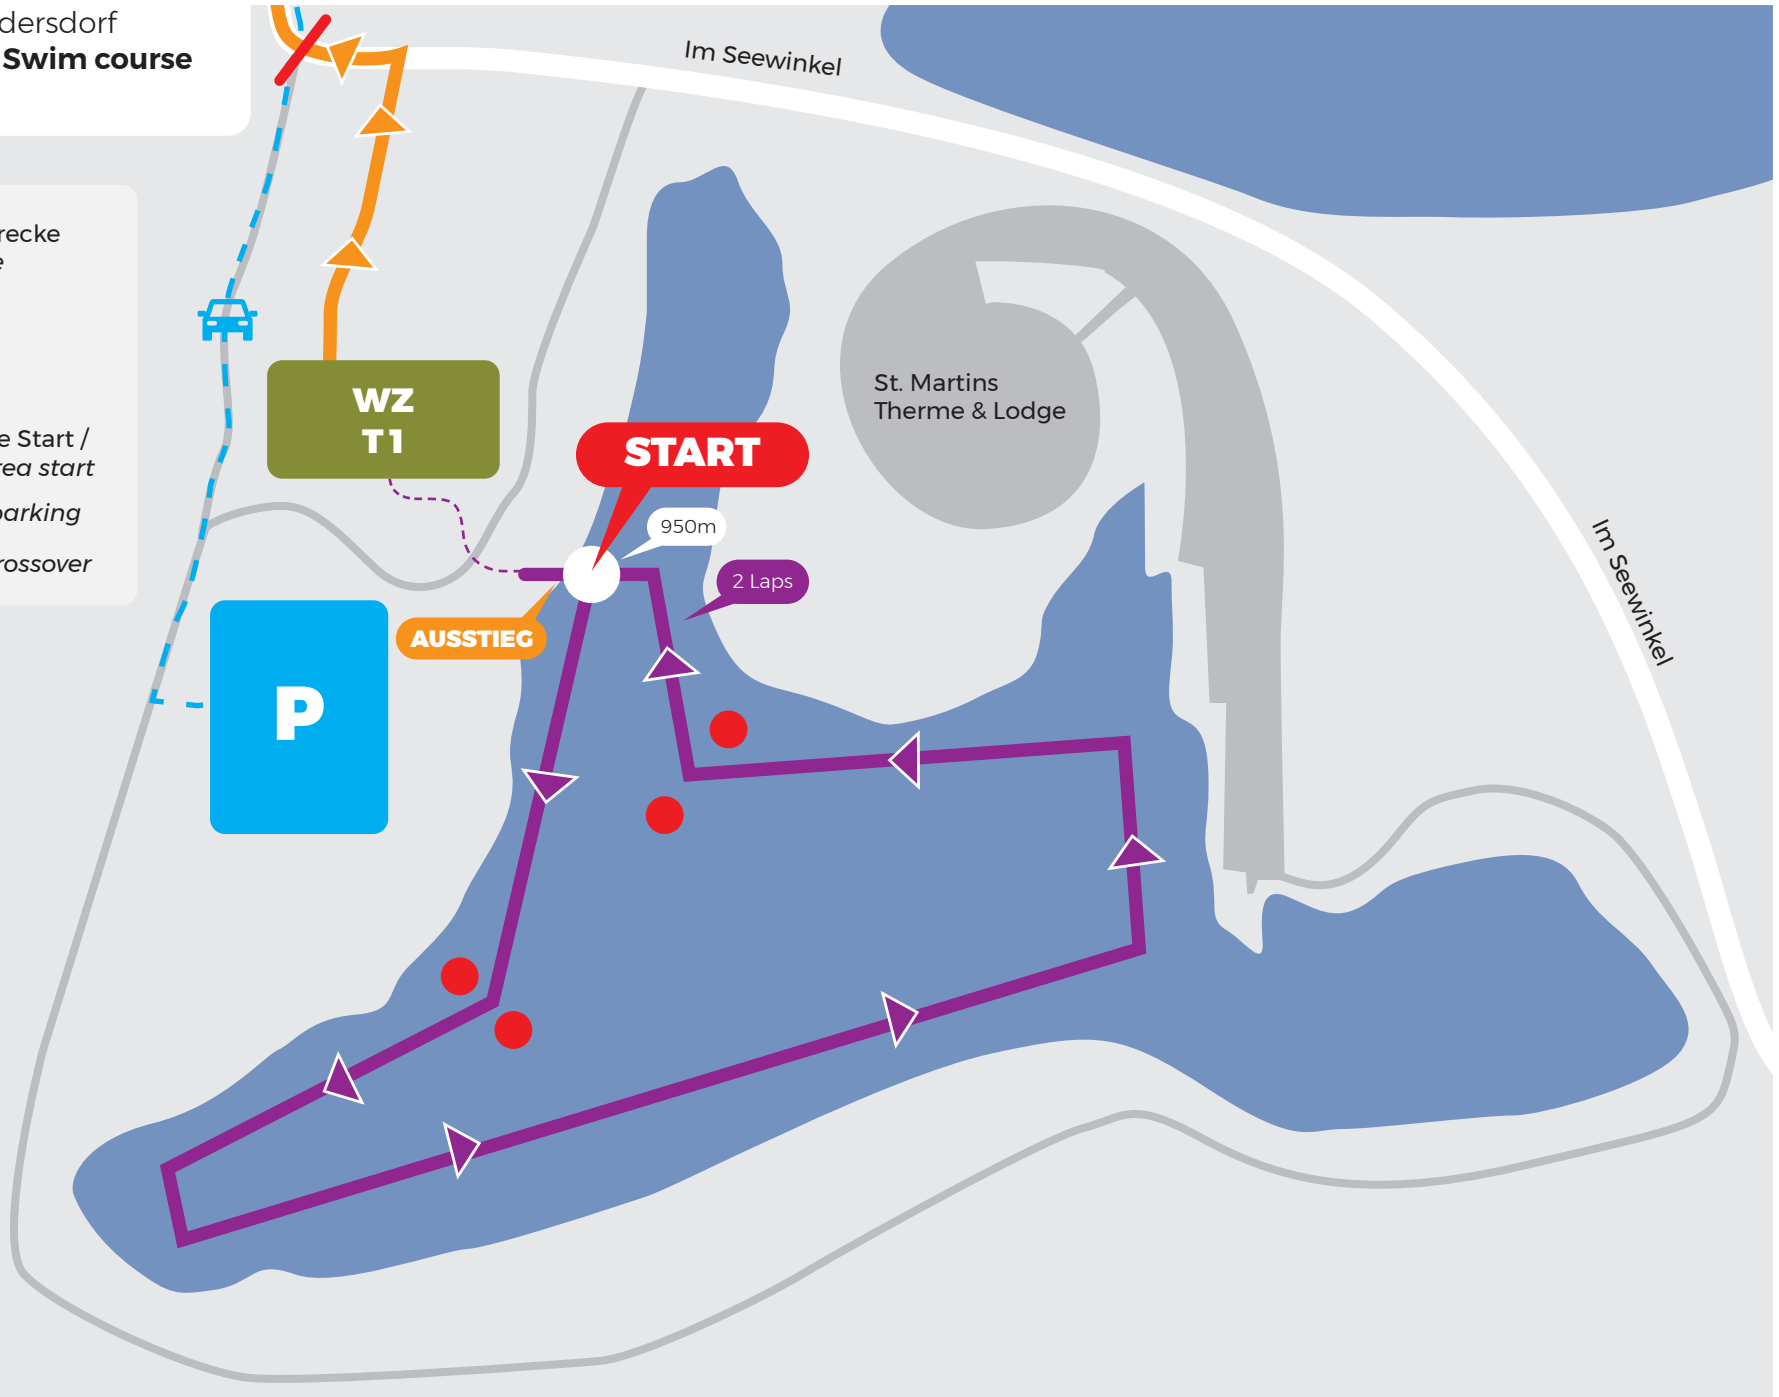 dersdorf
Swim course
recke
e
e Start /
rea start
parking
rossover
Im Seewinkel
WZ
T1
St. Martins
Therme & Lodge
START
950m
2 Laps
AUSSTIEG
P
Im Seewinkel